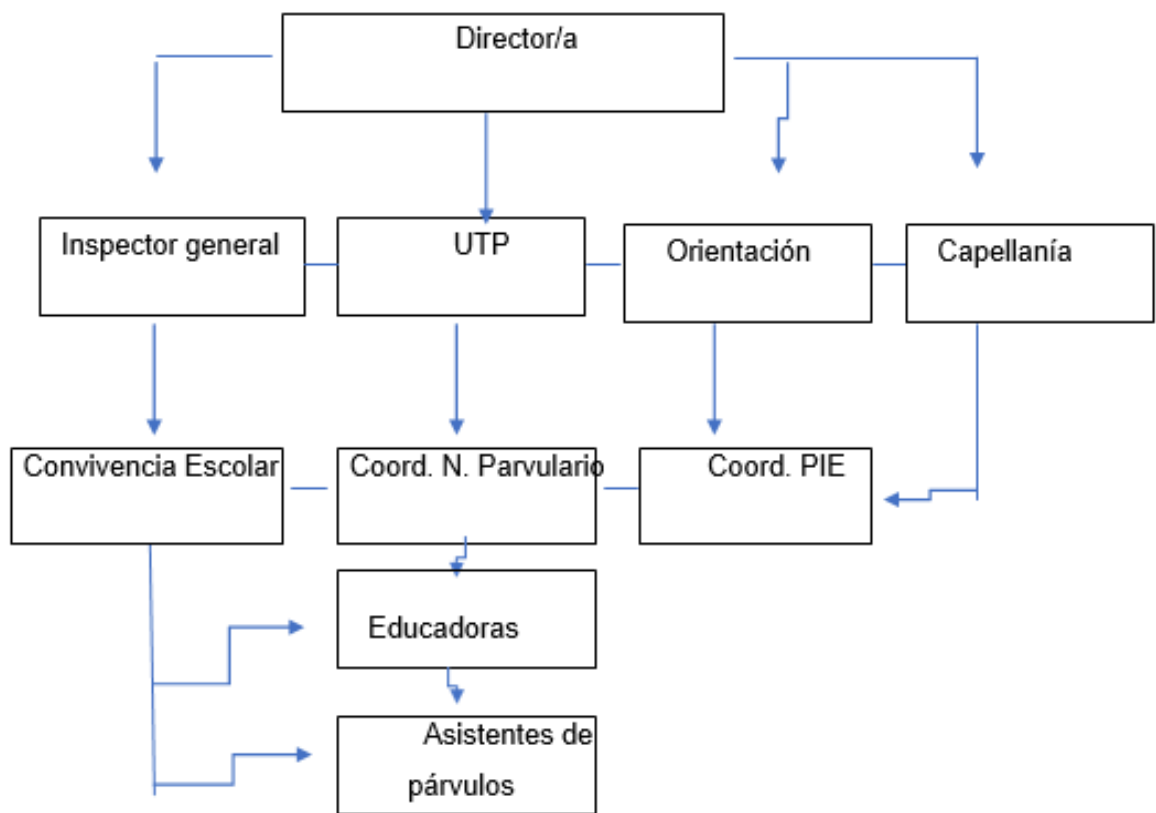 Director/a
Inspector general
UTP
Orientación
Capellanía
Convivencia Escolar
Coord. N. Parvulario
Coord. PIE
Educadoras
Asistentes de
párvulos